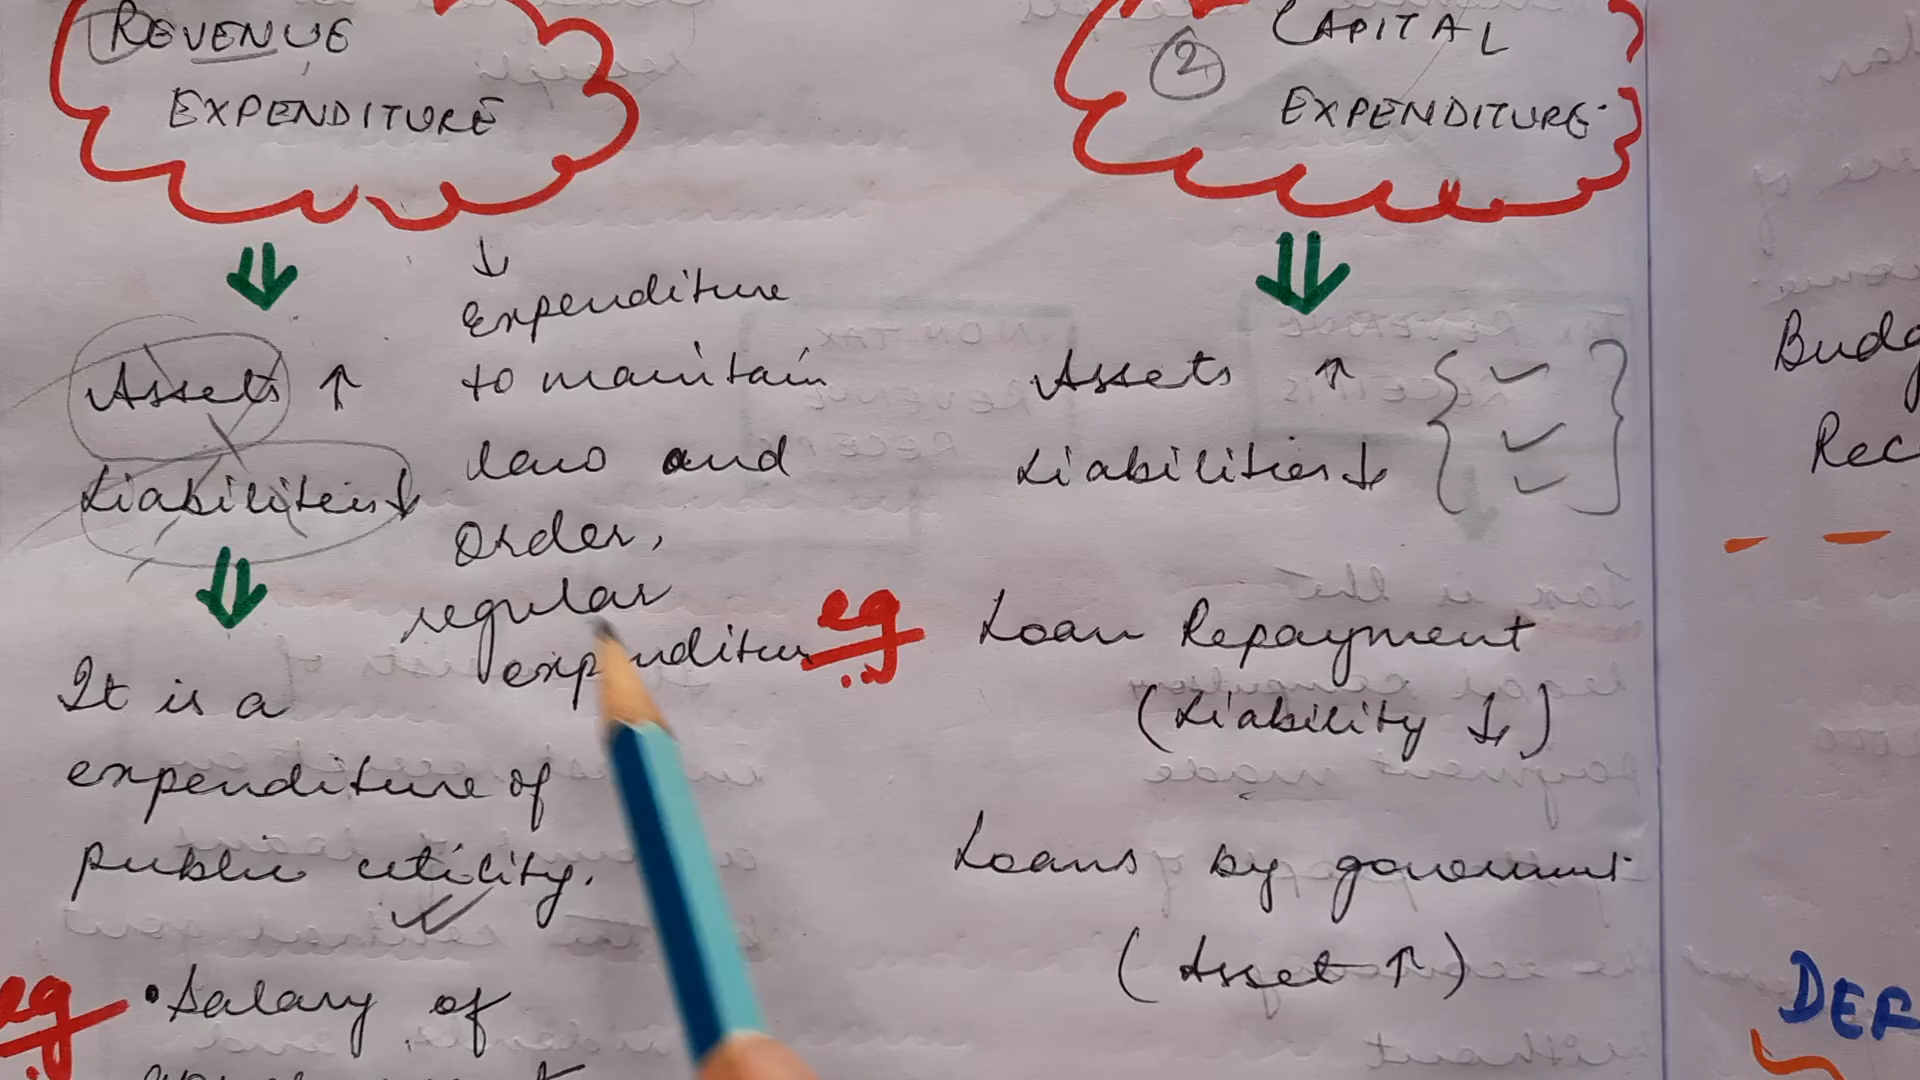 REVENUE
EXPENDITURE
↓
Expenditure
to maintain
law and
order,
regular
expenditure
Assets ↑
Liabilities ↓
It is a
expenditure of
public utility.
eg
• Salary of
2
CAPITAL
EXPENDITURE
Assets ↑
Liabilities ↓
eg
Loan Repayment
(Liability ↓)
Loans by government
(Asset ↑)
Budg
Rec
DEF